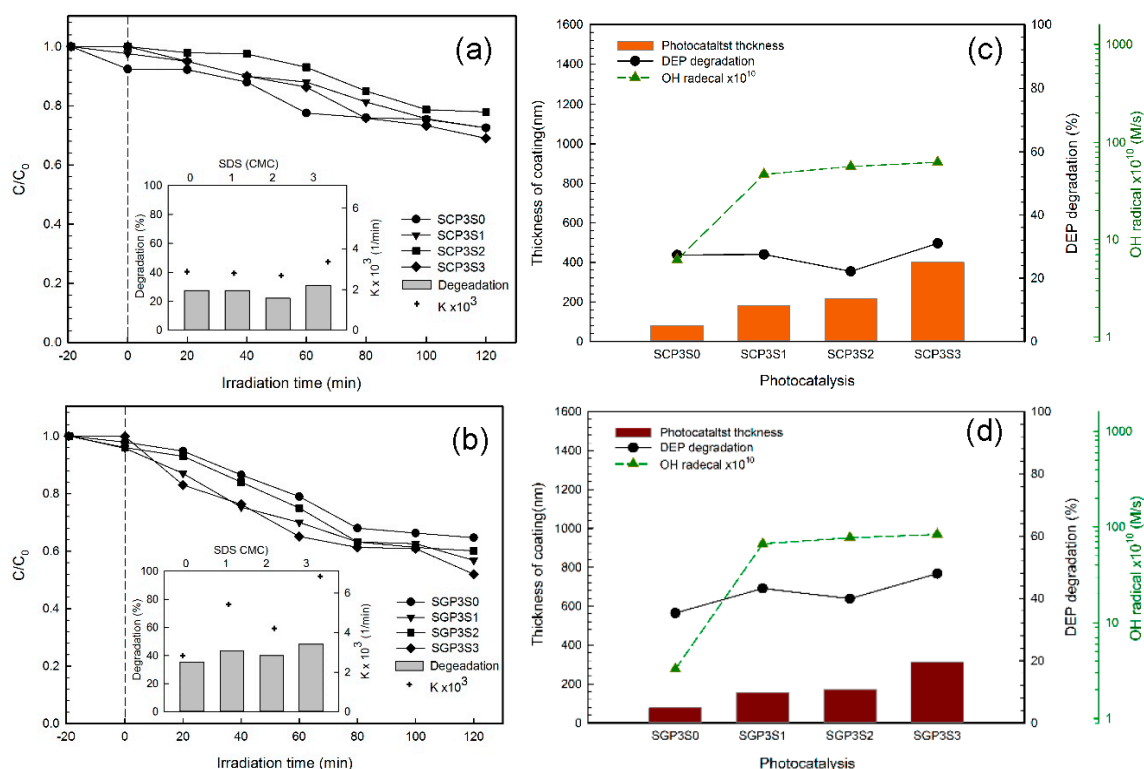 (a)
C/C0
1.0
0.8
0.6
0.4
0.2
0.0
-20 0 20 40 60 80 100 120
Irradiation time (min)
SDS (CMC)
0 1 2 3
Degradation (%)
100
80
60
40
20
0
K x10^3 (1/min)
6
4
2
0
SCP3S0
SCP3S1
SCP3S2
SCP3S3
Degeadation
K x10^3
(c)
Thickness of coating(nm)
1600
1400
1200
1000
800
600
400
200
0
Photocataltst thckness
DEP degradation
OH radecal x10^10
SCP3S0 SCP3S1 SCP3S2 SCP3S3
Photocatalysis
DEP degradation (%)
100
80
60
40
20
0
OH radical x10^10 (M/s)
1000
100
10
1
(b)
C/C0
1.0
0.8
0.6
0.4
0.2
0.0
-20 0 20 40 60 80 100 120
Irradiation time (min)
SDS CMC)
0 1 2 3
Degradation (%)
100
80
60
40
20
0
K x 10^3 (1/min)
6
4
2
0
SGP3S0
SGP3S1
SGP3S2
SGP3S3
Degeadation
K x10^3
(d)
Thickness of coating(nm)
1600
1400
1200
1000
800
600
400
200
0
Photocataltst thckness
DEP degradation
OH radecal x10^10
SGP3S0 SGP3S1 SGP3S2 SGP3S3
Photocatalysis
DEP degradation (%)
100
80
60
40
20
0
OH radical x10^10 (M/s)
1000
100
10
1